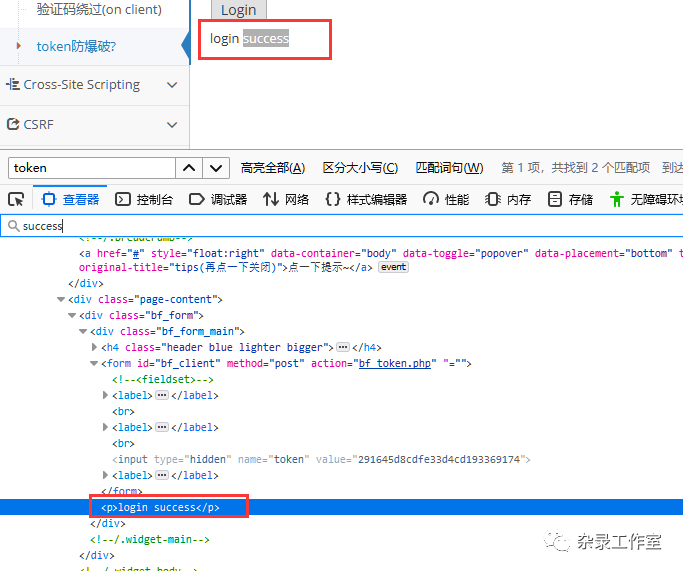 验证码绕过(on client)
Login
token防爆破?
login success
Cross-Site Scripting
CSRF
token
高亮全部(A) 区分大小写(C) 匹配词句(W) 第 1 项，共找到 2 个匹配项 到达
查看器 控制台 调试器 网络 {} 样式编辑器 性能 内存 存储 无障碍环境
success
<!--/.breadcrumb-->
<a href="#" style="float:right" data-container="body" data-toggle="popover" data-placement="bottom" t
original-title="tips(再点一下关闭)">点一下提示~</a> event
</div>
<div class="page-content">
<div class="bf_form">
<div class="bf_form_main">
<h4 class="header blue lighter bigger">…</h4>
<form id="bf_client" method="post" action="bf_token.php" "="">
<!--<fieldset>-->
<label>…</label>
<br>
<label>…</label>
<br>
<input type="hidden" name="token" value="291645d8cdfe33d4cd193369174">
<label>…</label>
</form>
<p>login success</p>
</div>
<!--/.widget-main-->
</div>
<!--/.widget-body-->
杂录工作室